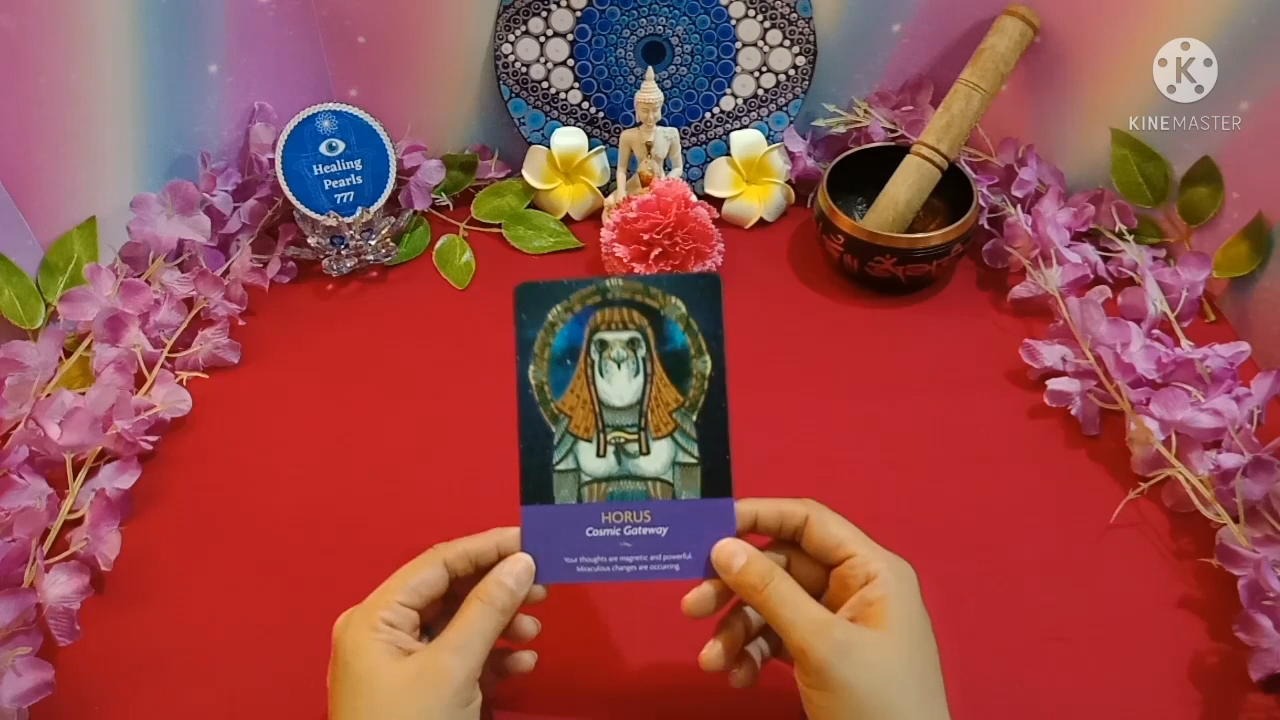 K
KINEMASTER
Healing
Pearls
777
HORUS
Cosmic Gateway
Your thoughts are magnetic and powerful.
Miraculous changes are occurring.